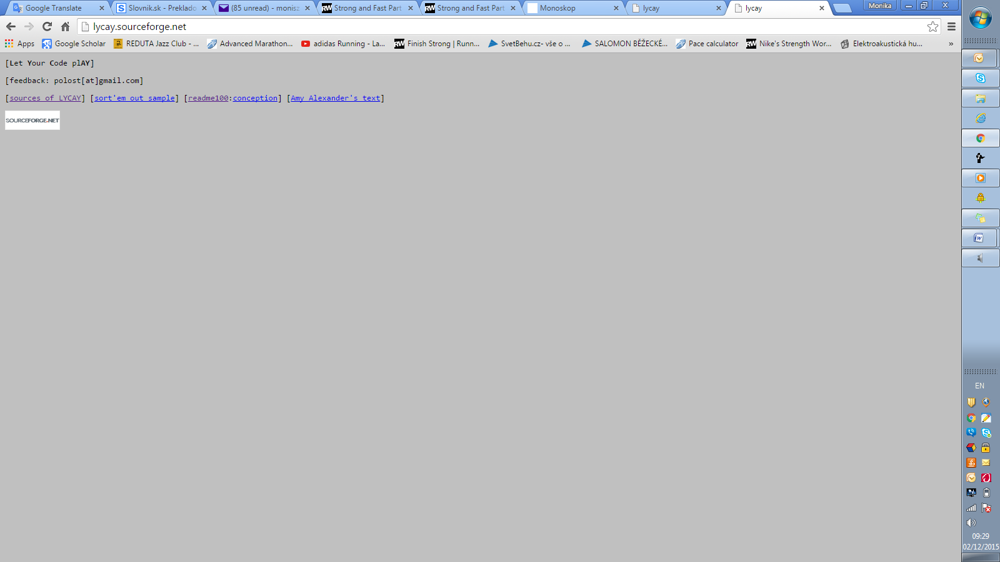 Google Translate
Slovnik.sk - Preklado
(85 unread) - monisz
Strong and Fast Part
Strong and Fast Part
Monoskop
lycay
lycay
Monika
lycay.sourceforge.net
Apps
Google Scholar
REDUTA Jazz Club - ...
Advanced Marathon...
adidas Running - La...
Finish Strong | Runn...
SvetBehu.cz- vše o ...
SALOMON BĚŽECKÉ...
Pace calculator
Nike's Strength Wor...
Elektroakustická hu...
»
[Let Your Code plAY]
[feedback: polost[at]gmail.com]
[sources of LYCAY] [sort'em out sample] [readme100:conception] [Amy Alexander's text]
SOURCEFORGE.NET
EN
09:29
02/12/2015